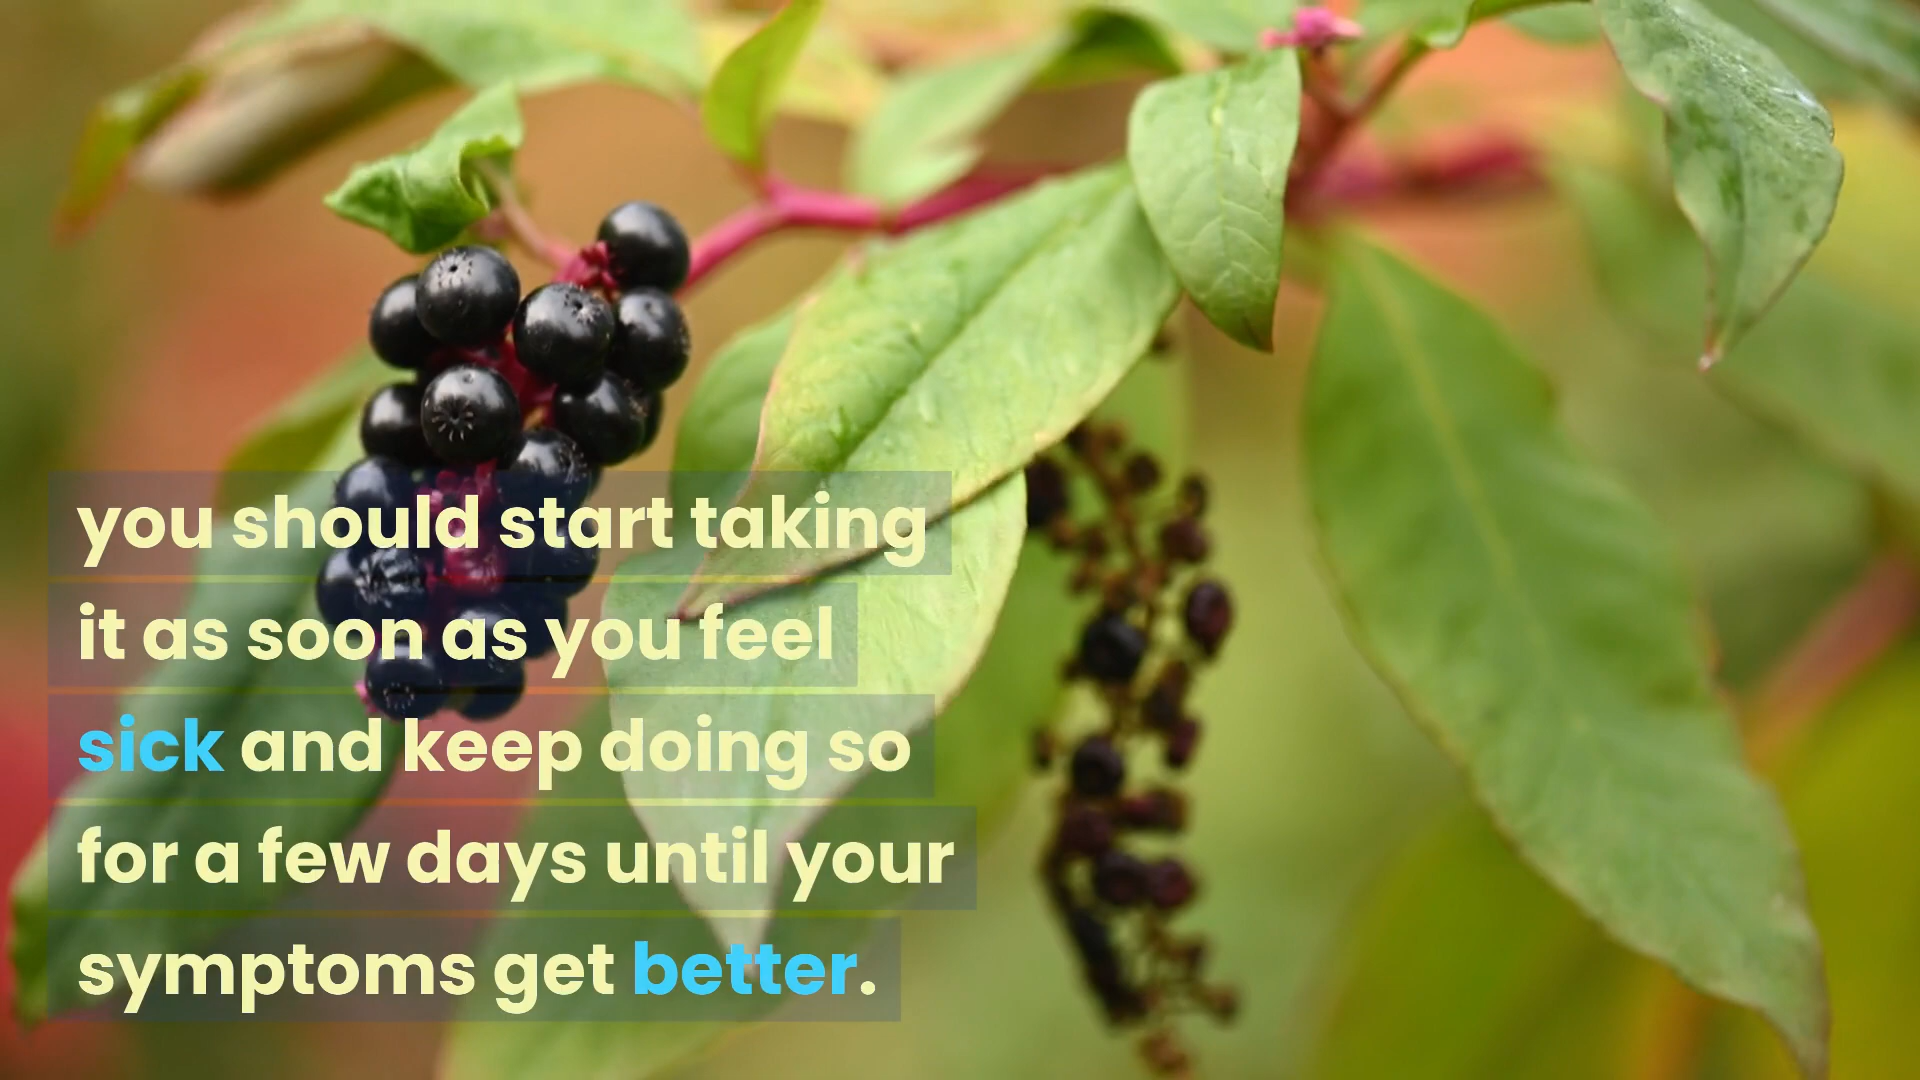 you should start taking
it as soon as you feel
sick and keep doing so
for a few days until your
symptoms get better.